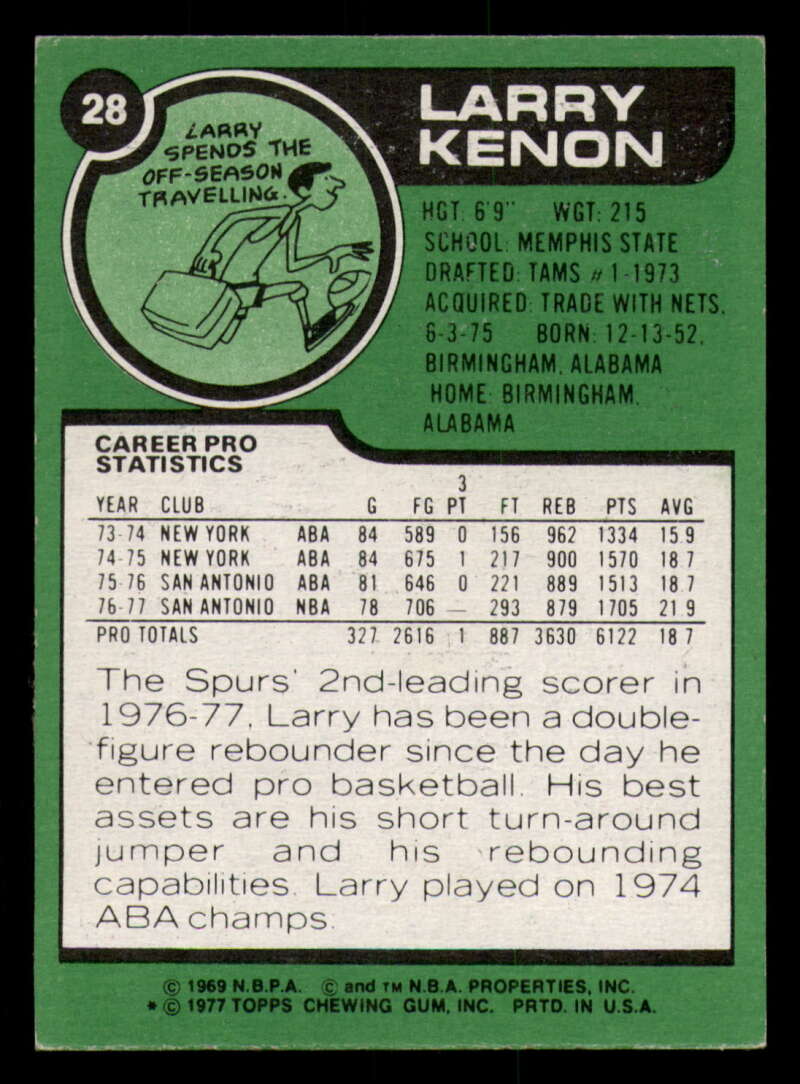 28
LARRY
SPENDS THE
OFF-SEASON
TRAVELLING.
LARRY
KENON
HGT: 6'9" WGT: 215
SCHOOL: MEMPHIS STATE
DRAFTED: TAMS #1-1973
ACQUIRED: TRADE WITH NETS,
6-3-75 BORN: 12-13-52,
BIRMINGHAM, ALABAMA
HOME: BIRMINGHAM,
ALABAMA
CAREER PRO
STATISTICS
YEAR CLUB G FG 3 PT FT REB PTS AVG
73-74 NEW YORK ABA 84 589 0 156 962 1334 15.9
74-75 NEW YORK ABA 84 675 1 217 900 1570 18.7
75-76 SAN ANTONIO ABA 81 646 0 221 889 1513 18.7
76-77 SAN ANTONIO NBA 78 706 — 293 879 1705 21.9
PRO TOTALS 327 2616 1 887 3630 6122 18.7
The Spurs' 2nd-leading scorer in
1976-77, Larry has been a double-
figure rebounder since the day he
entered pro basketball. His best
assets are his short turn-around
jumper and his rebounding
capabilities. Larry played on 1974
ABA champs.
© 1969 N.B.P.A. © and TM N.B.A. PROPERTIES, INC.
* © 1977 TOPPS CHEWING GUM, INC. PRTD. IN U.S.A.